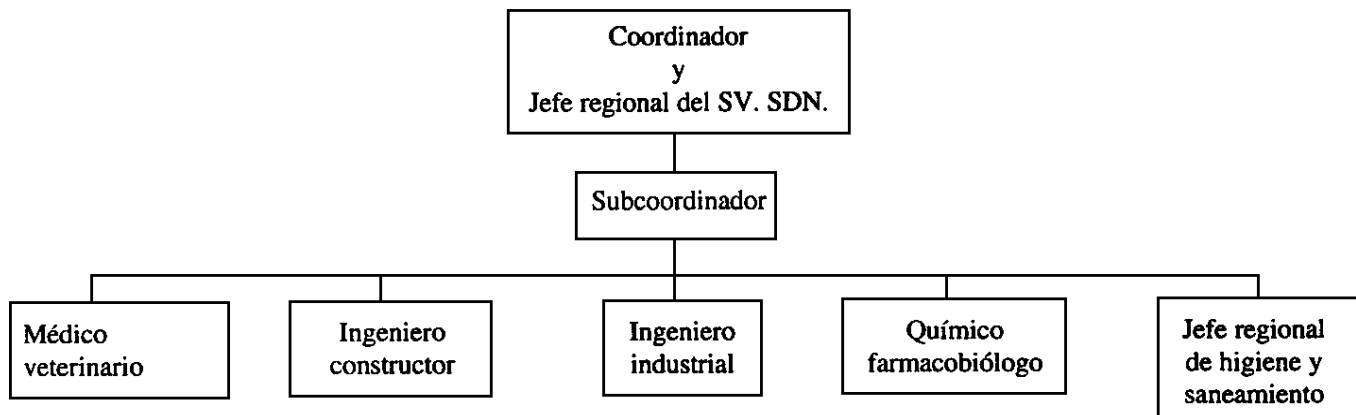 Coordinador
y
Jefe regional del SV. SDN.
Subcoordinador
Médico
veterinario
Ingeniero
constructor
Ingeniero
industrial
Químico
farmacobiólogo
Jefe regional
de higiene y
saneamiento